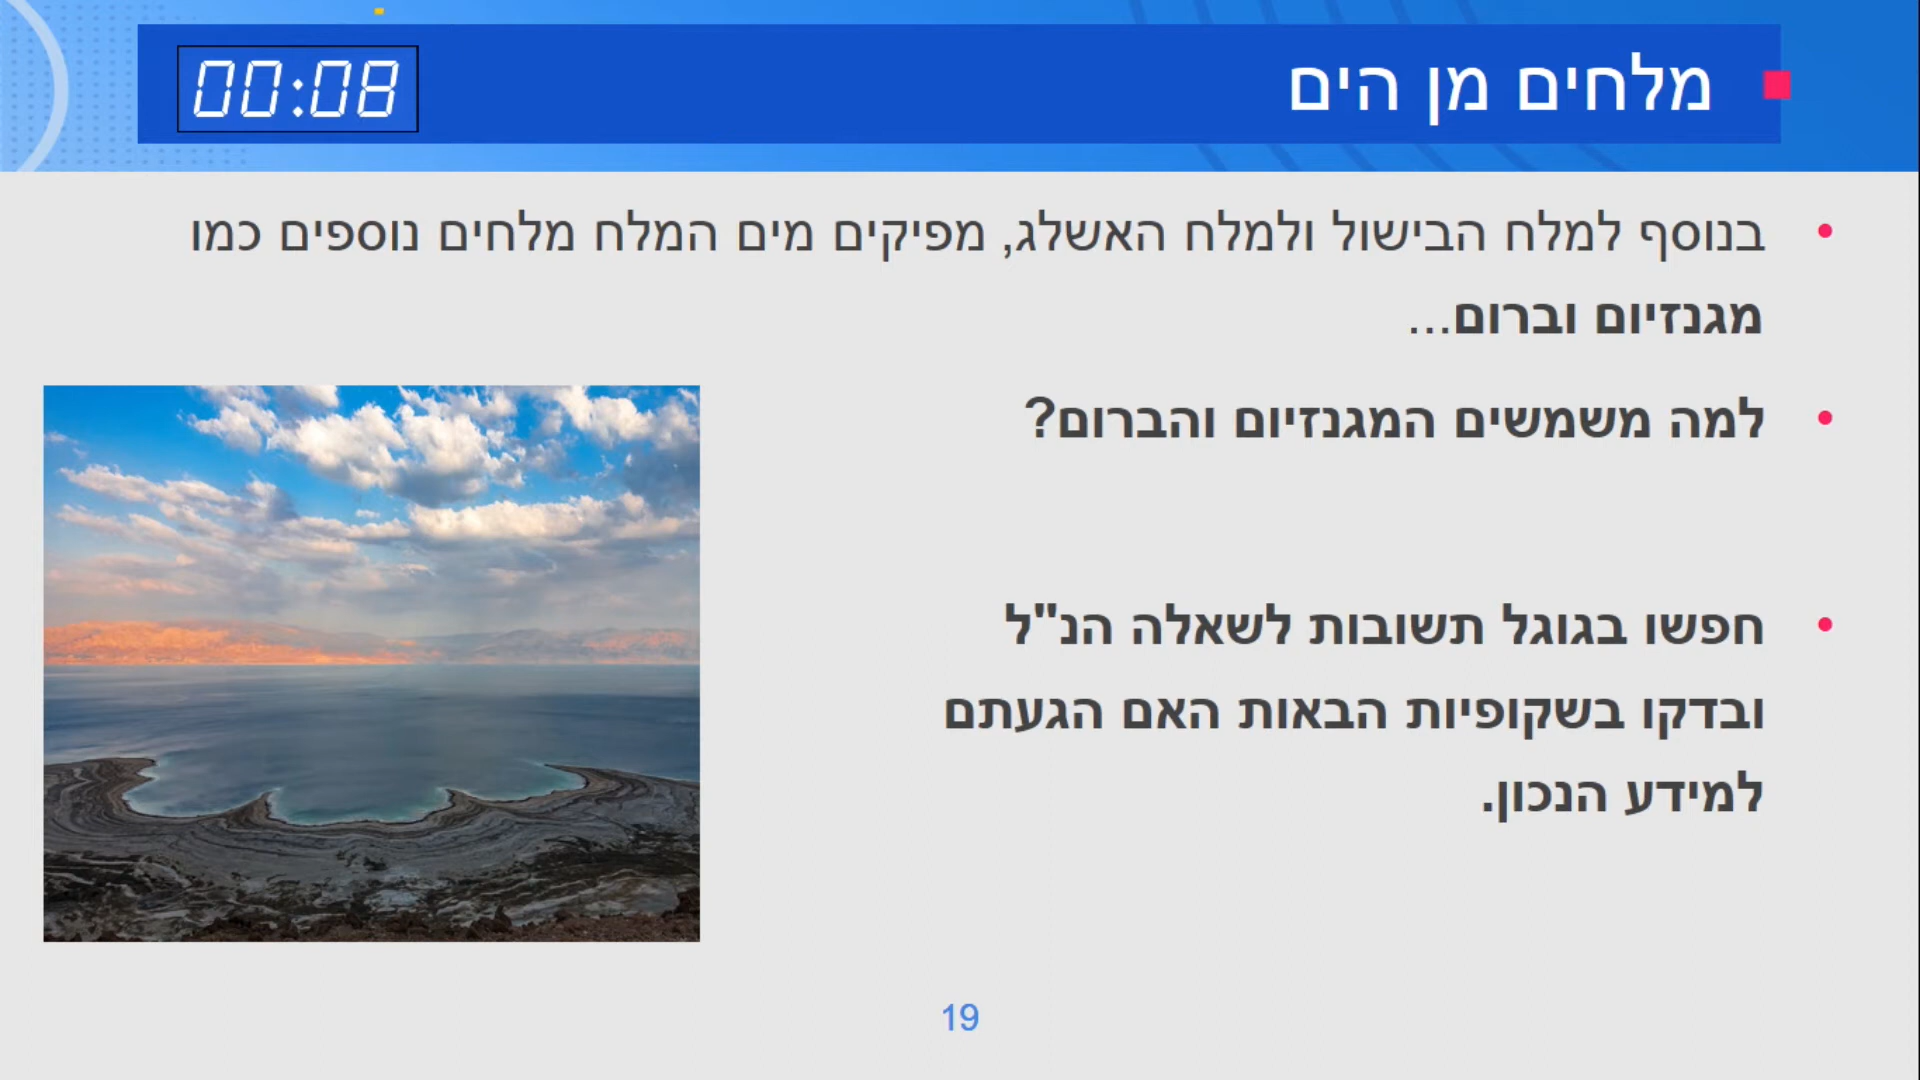 מלחים מן הים
00:08
בנוסף למלח הבישול ולמלח האשלג, מפיקים מים המלח מלחים נוספים כמו
מגנזיום וברום...
למה משמשים המגנזיום והברום?
חפשו בגוגל תשובות לשאלה הנ"ל
ובדקו בשקופיות הבאות האם הגעתם
למידע הנכון.
19